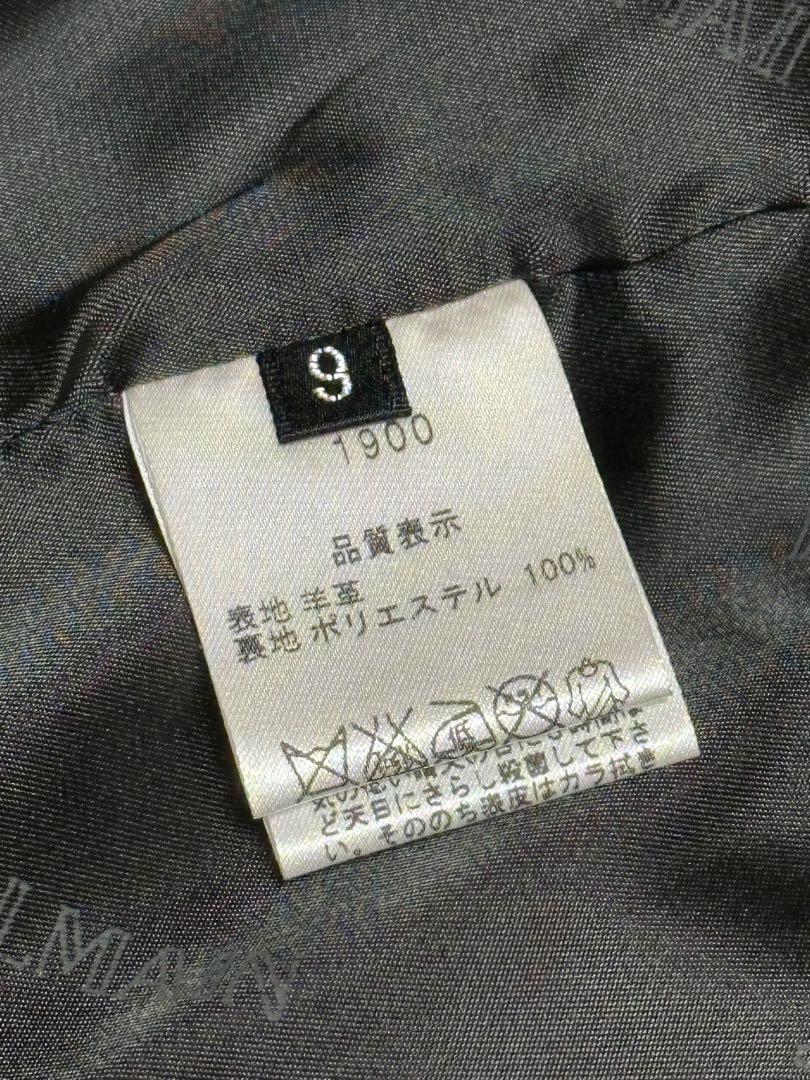 9
1900
品質表示
表地 羊革
裏地 ポリエステル 100%
低
ど天日にさらし殺菌して下さ
い。そののち表皮はカラ拭き